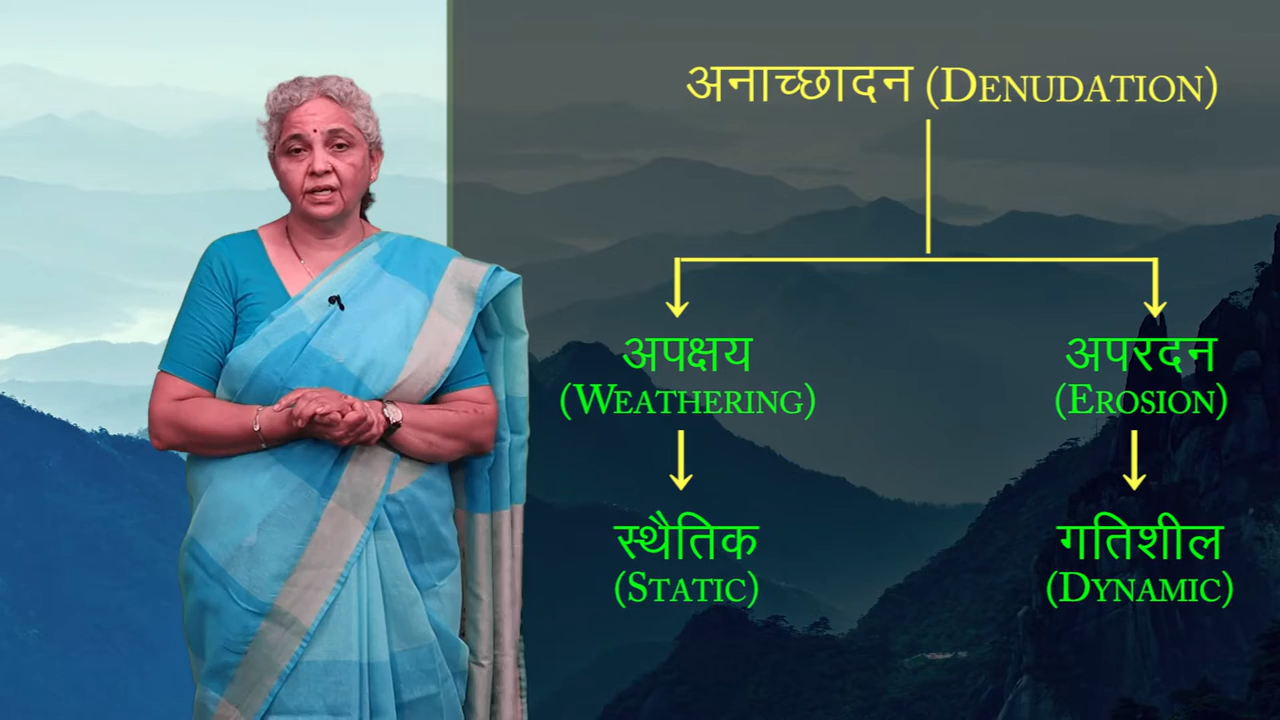 अनाच्छादन (DENUDATION)
अपक्षय
(WEATHERING)
अपरदन
(EROSION)
स्थैतिक
(STATIC)
गतिशील
(DYNAMIC)